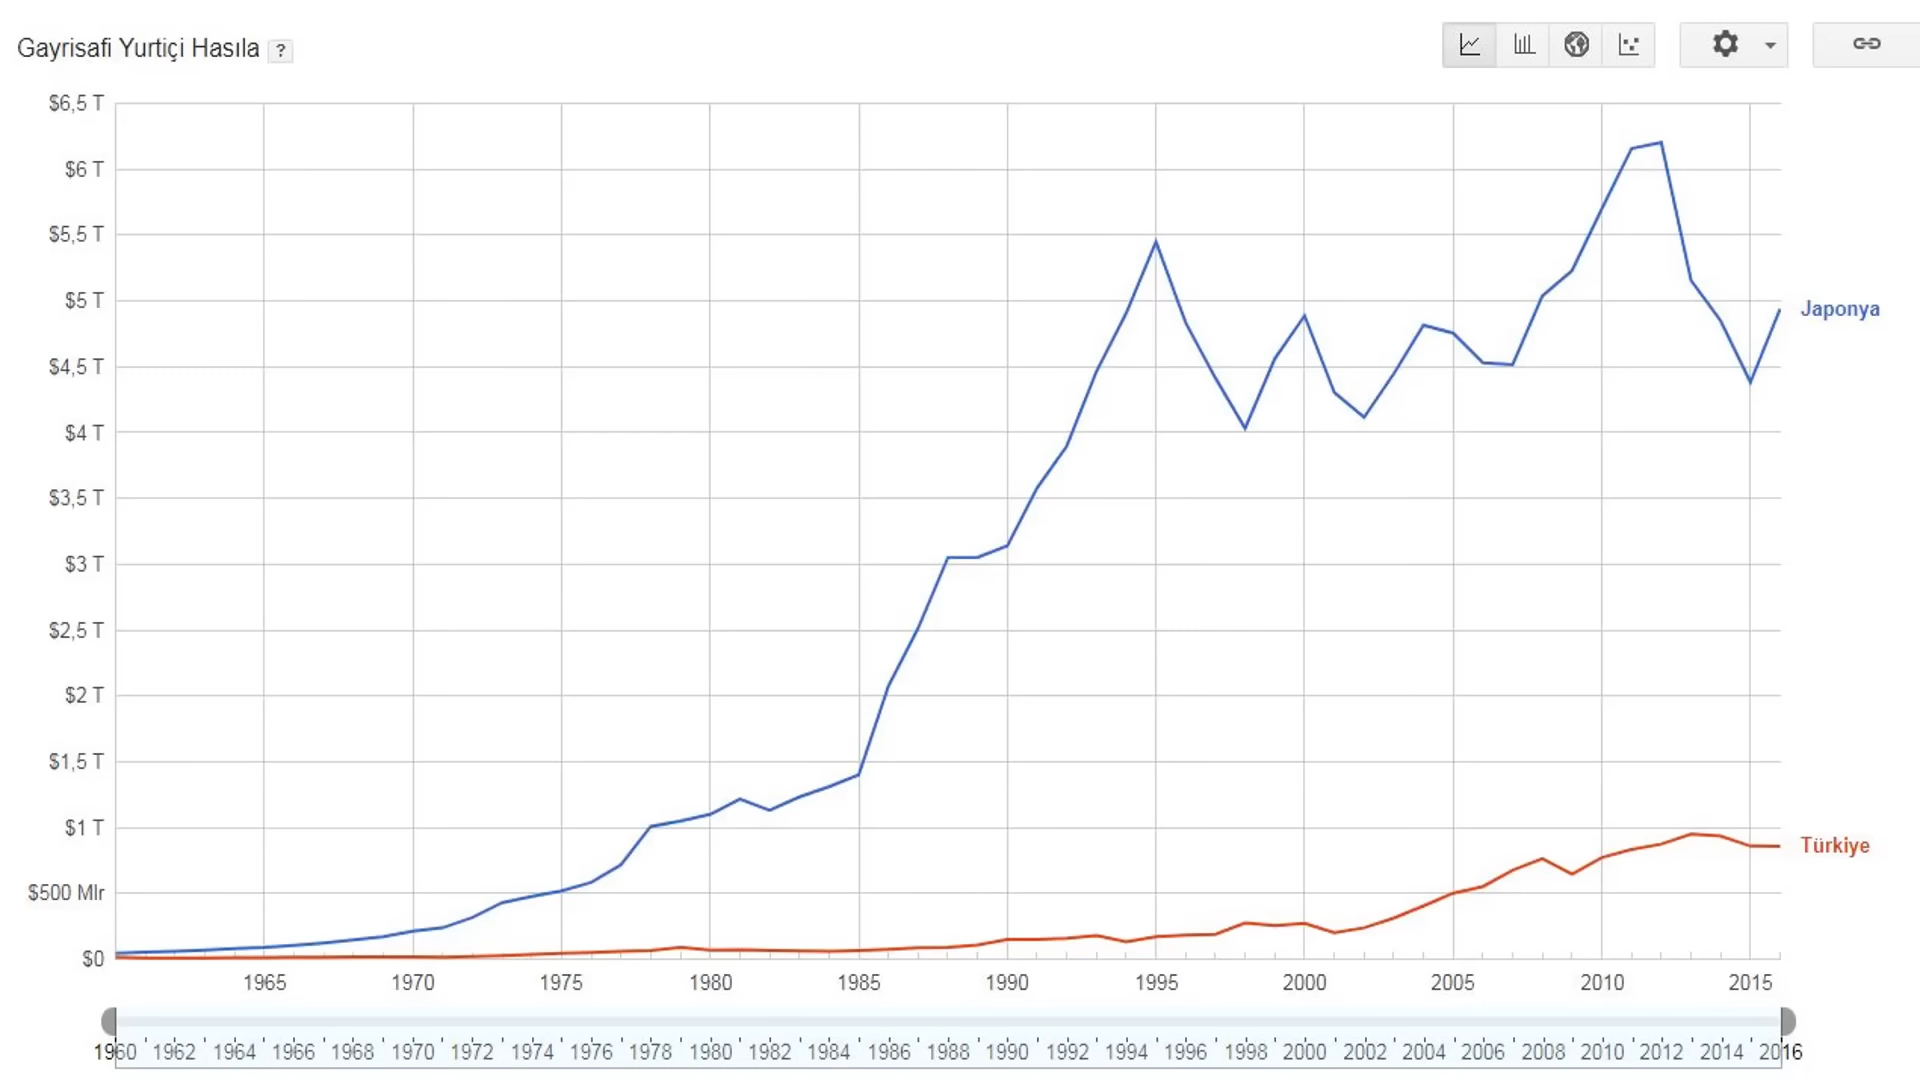 Gayrisafi Yurtiçi Hasıla ?
$6,5 T
$6 T
$5,5 T
$5 T
$4,5 T
$4 T
$3,5 T
$3 T
$2,5 T
$2 T
$1,5 T
$1 T
$500 Mlr
$0
Japonya
Türkiye
1965 1970 1975 1980 1985 1990 1995 2000 2005 2010 2015
1960 1962 1964 1966 1968 1970 1972 1974 1976 1978 1980 1982 1984 1986 1988 1990 1992 1994 1996 1998 2000 2002 2004 2006 2008 2010 2012 2014 2016